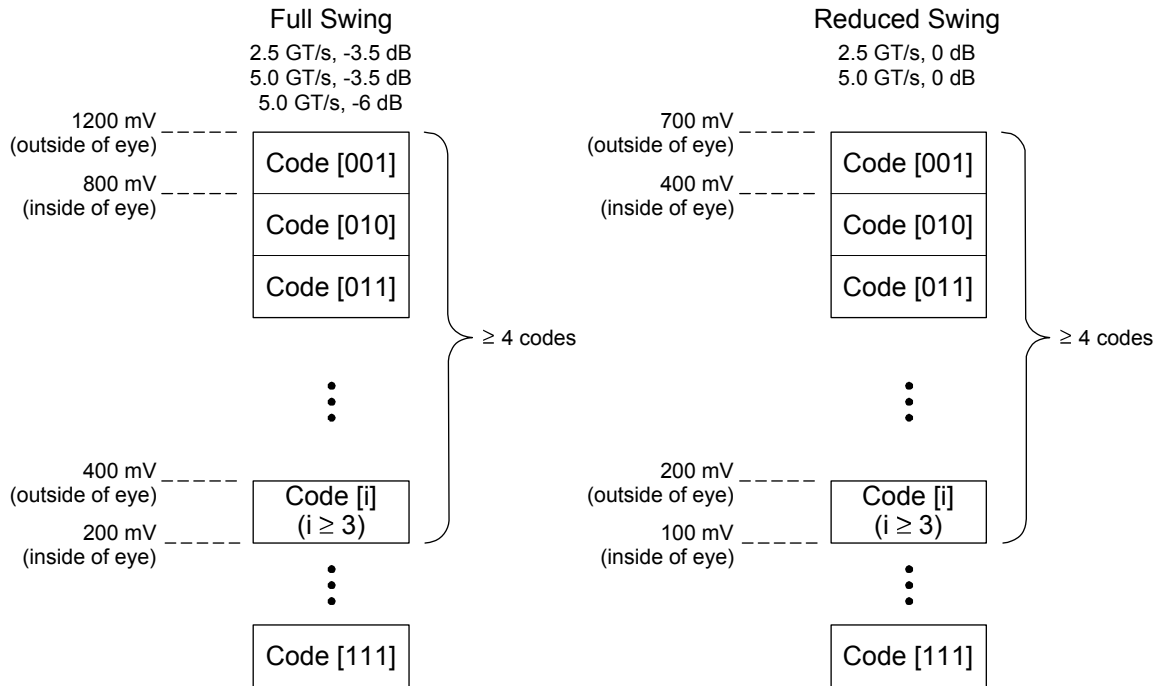 Full Swing
2.5 GT/s, -3.5 dB
5.0 GT/s, -3.5 dB
5.0 GT/s, -6 dB
1200 mV
(outside of eye)
800 mV
(inside of eye)
Code [001]
Code [010]
Code [011]
≥ 4 codes
400 mV
(outside of eye)
200 mV
(inside of eye)
Code [i]
(i ≥ 3)
Code [111]
Reduced Swing
2.5 GT/s, 0 dB
5.0 GT/s, 0 dB
700 mV
(outside of eye)
400 mV
(inside of eye)
Code [001]
Code [010]
Code [011]
≥ 4 codes
200 mV
(outside of eye)
100 mV
(inside of eye)
Code [i]
(i ≥ 3)
Code [111]